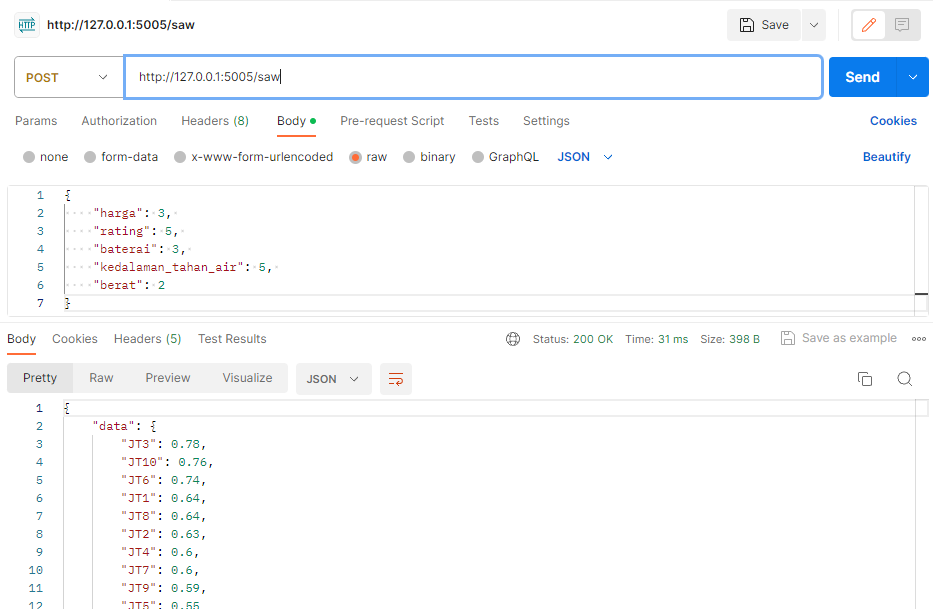 HTTP http://127.0.0.1:5005/saw Save
POST http://127.0.0.1:5005/saw Send
Params Authorization Headers (8) Body Pre-request Script Tests Settings Cookies
none form-data x-www-form-urlencoded raw binary GraphQL JSON Beautify
1 {
2 "harga": 3,
3 "rating": 5,
4 "baterai": 3,
5 "kedalaman_tahan_air": 5,
6 "berat": 2
7 }
Body Cookies Headers (5) Test Results Status: 200 OK Time: 31 ms Size: 398 B Save as example
Pretty Raw Preview Visualize JSON
1 {
2 "data": {
3 "JT3": 0.78,
4 "JT10": 0.76,
5 "JT6": 0.74,
6 "JT1": 0.64,
7 "JT8": 0.64,
8 "JT2": 0.63,
9 "JT4": 0.6,
10 "JT7": 0.6,
11 "JT9": 0.59,
12 "JT5": 0.55